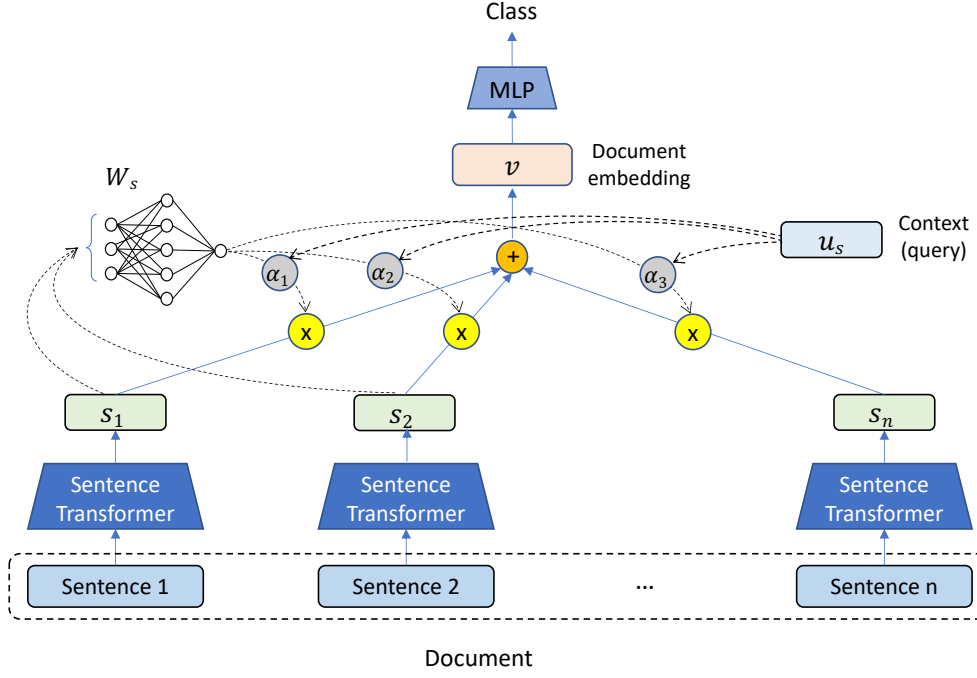 Class
MLP
v
Document
embedding
W_s
u_s
Context
(query)
+
α_1
α_2
α_3
x
x
x
s_1
s_2
s_n
Sentence
Transformer
Sentence
Transformer
Sentence
Transformer
Sentence 1
Sentence 2
...
Sentence n
Document